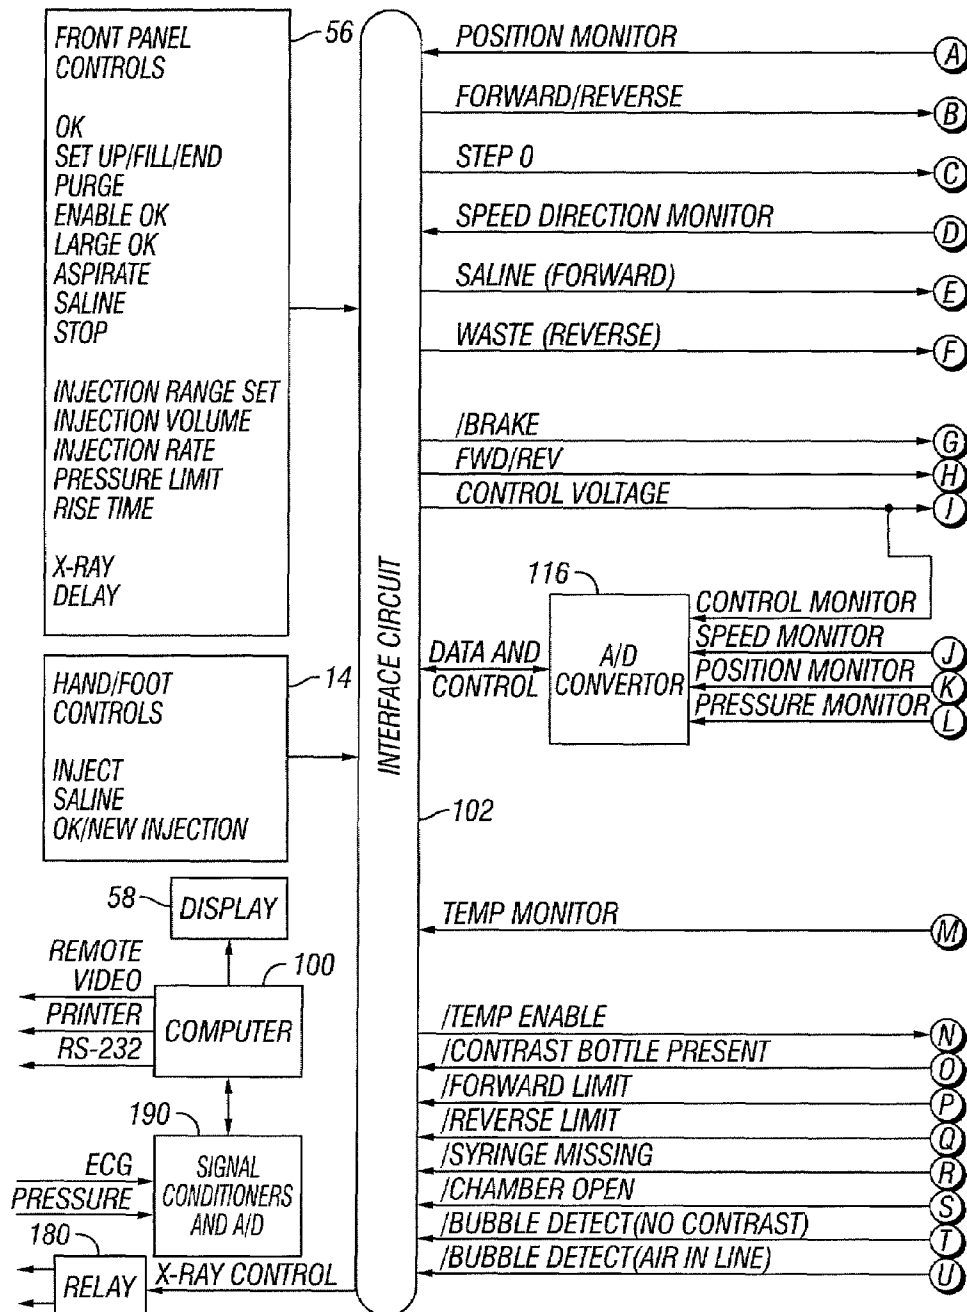 FRONT PANEL
CONTROLS
OK
SET UP/FILL/END
PURGE
ENABLE OK
LARGE OK
ASPIRATE
SALINE
STOP
INJECTION RANGE SET
INJECTION VOLUME
INJECTION RATE
PRESSURE LIMIT
RISE TIME
X-RAY
DELAY
56
HAND/FOOT
CONTROLS
INJECT
SALINE
OK/NEW INJECTION
14
58
DISPLAY
100
COMPUTER
REMOTE
VIDEO
PRINTER
RS-232
190
SIGNAL
CONDITIONERS
AND A/D
ECG
PRESSURE
180
RELAY
X-RAY CONTROL
INTERFACE CIRCUIT
102
POSITION MONITOR A
FORWARD/REVERSE B
STEP 0 C
SPEED DIRECTION MONITOR D
SALINE (FORWARD) E
WASTE (REVERSE) F
/BRAKE G
FWD/REV H
CONTROL VOLTAGE I
116
DATA AND
CONTROL
A/D
CONVERTOR
CONTROL MONITOR
SPEED MONITOR J
POSITION MONITOR K
PRESSURE MONITOR L
TEMP MONITOR M
/TEMP ENABLE N
/CONTRAST BOTTLE PRESENT O
/FORWARD LIMIT P
/REVERSE LIMIT Q
/SYRINGE MISSING R
/CHAMBER OPEN S
/BUBBLE DETECT(NO CONTRAST) T
/BUBBLE DETECT(AIR IN LINE) U